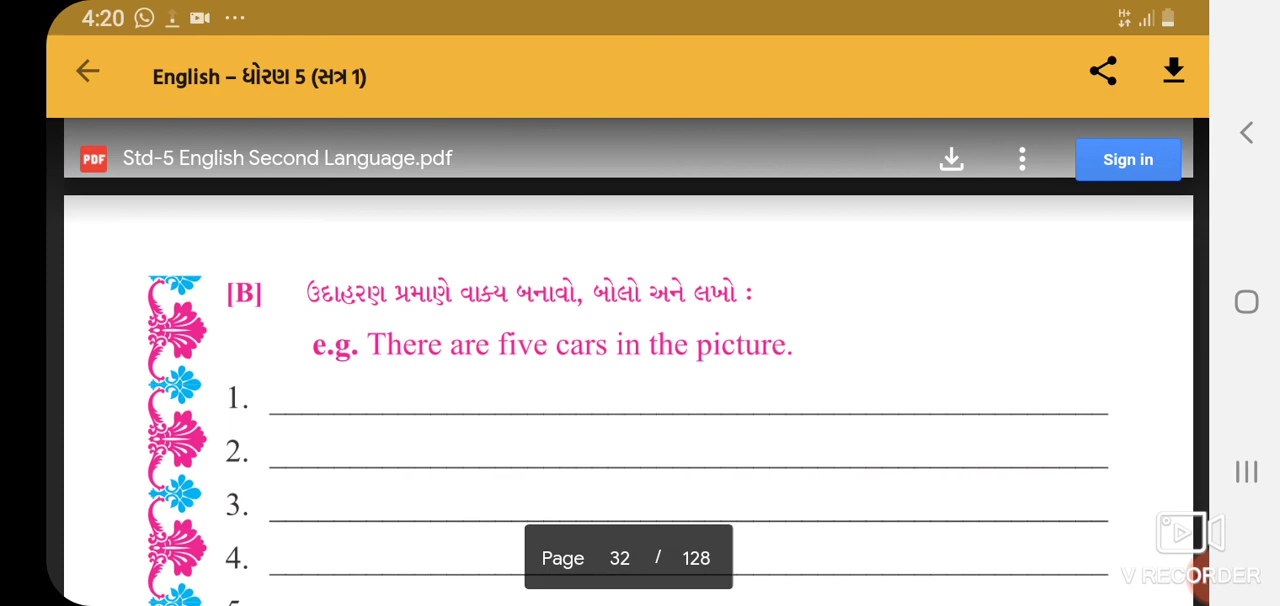 4:20
H+
English – ધોરણ 5 (સત્ર 1)
PDF Std-5 English Second Language.pdf
Sign in
[B] ઉદાહરણ પ્રમાણે વાક્ય બનાવો, બોલો અને લખો :
e.g. There are five cars in the picture.
1.
2.
3.
4.
Page 32 / 128
V RECORDER